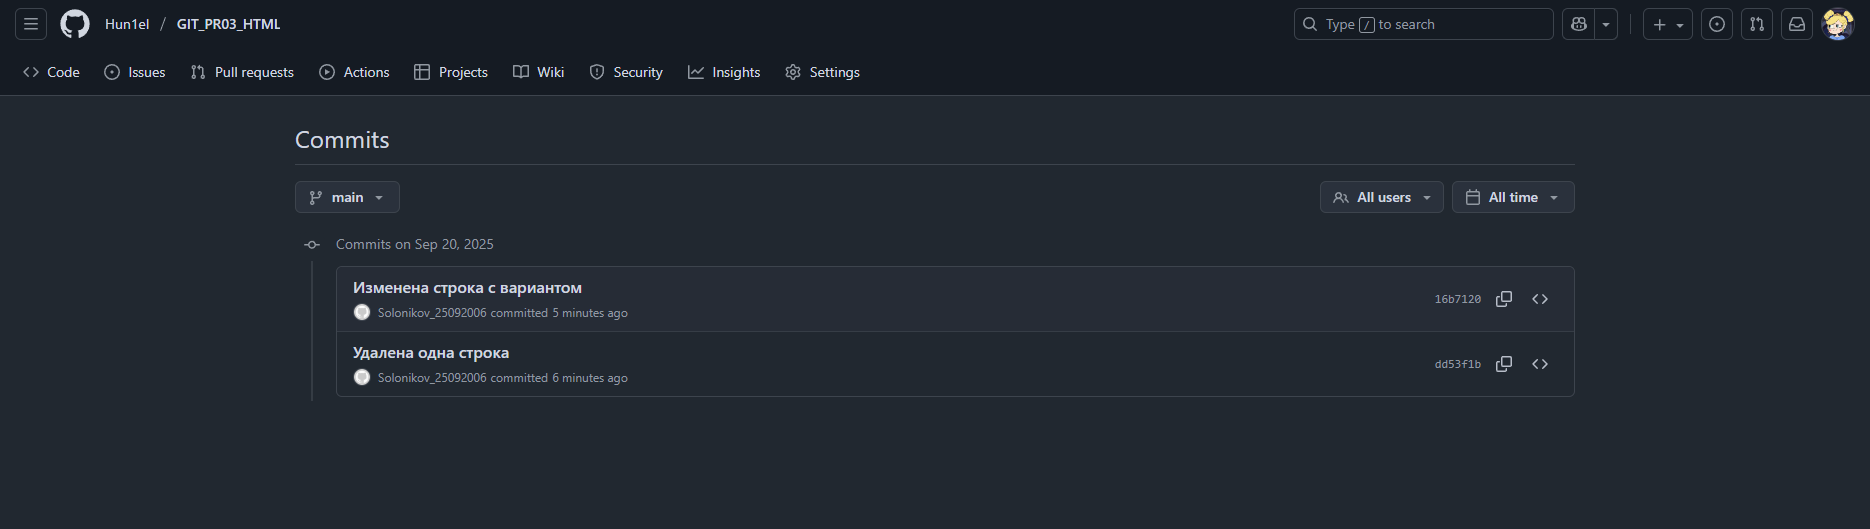 Hun1el / GIT_PR03_HTML
Type / to search
Code Issues Pull requests Actions Projects Wiki Security Insights Settings
Commits
main All users All time
Commits on Sep 20, 2025
Изменена строка с вариантом
Solonikov_25092006 committed 5 minutes ago
16b7120
Удалена одна строка
Solonikov_25092006 committed 6 minutes ago
dd53f1b